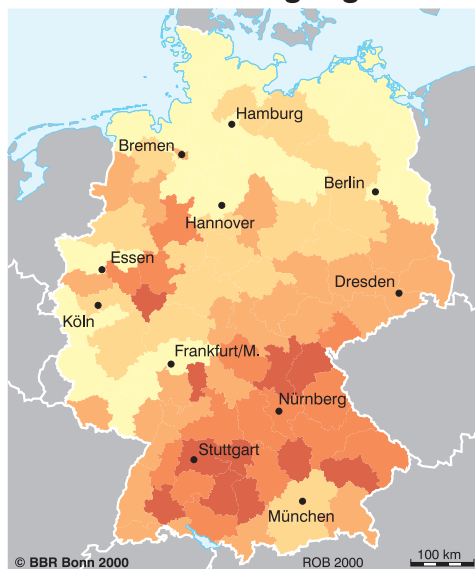 Hamburg
Bremen
Berlin
Hannover
Essen
Dresden
Köln
Frankfurt/M.
Nürnberg
Stuttgart
München
100 km
© BBR Bonn 2000
ROB 2000